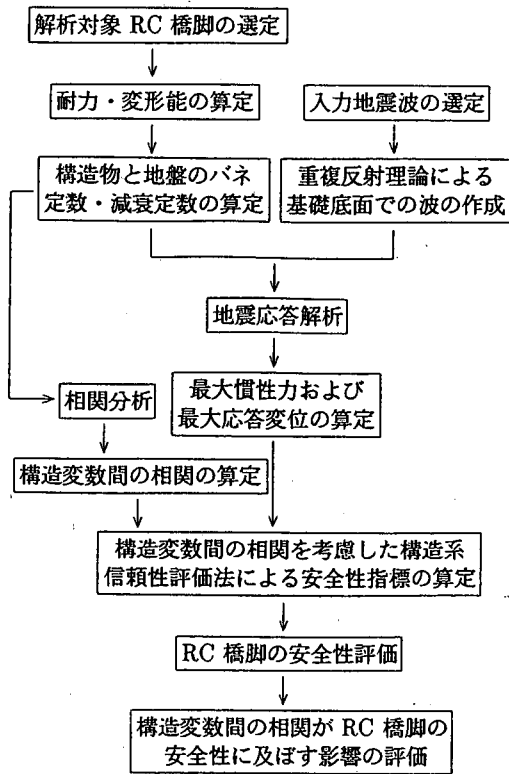 解析対象 RC 橋脚の選定
耐力・変形能の算定
入力地震波の選定
構造物と地盤のバネ
定数・減衰定数の算定
重複反射理論による
基礎底面での波の作成
地震応答解析
相関分析
最大慣性力および
最大応答変位の算定
構造変数間の相関の算定
構造変数間の相関を考慮した構造系
信頼性評価法による安全性指標の算定
RC 橋脚の安全性評価
構造変数間の相関が RC 橋脚の
安全性に及ぼす影響の評価